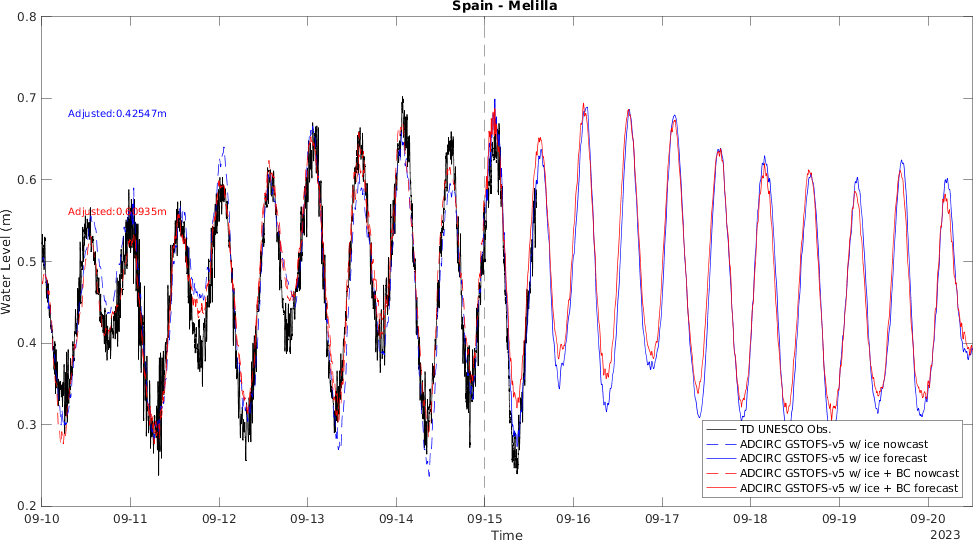 Spain - Melilla
0.8
0.7
0.6
0.5
0.4
0.3
0.2
Water Level (m)
Adjusted:0.42547m
Adjusted:0.60935m
TD UNESCO Obs.
ADCIRC GSTOFS-v5 w/ ice nowcast
ADCIRC GSTOFS-v5 w/ ice forecast
ADCIRC GSTOFS-v5 w/ ice + BC nowcast
ADCIRC GSTOFS-v5 w/ ice + BC forecast
09-10 09-11 09-12 09-13 09-14 09-15 09-16 09-17 09-18 09-19 09-20
Time
2023